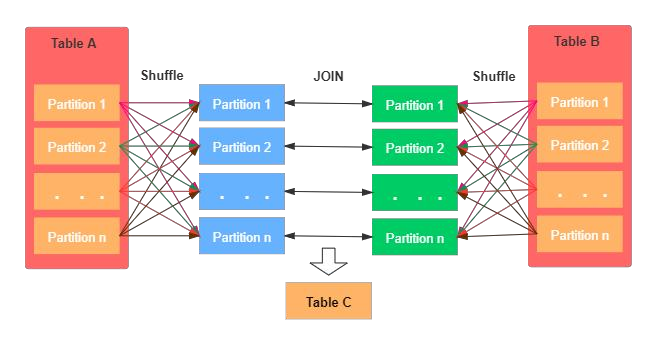 Table A
Table B
Shuffle
JOIN
Shuffle
Partition 1
Partition 1
Partition 1
Partition 1
Partition 2
Partition 2
Partition 2
Partition 2
. . .
. . .
. . .
. . .
Partition n
Partition n
Partition n
Partition n
Table C